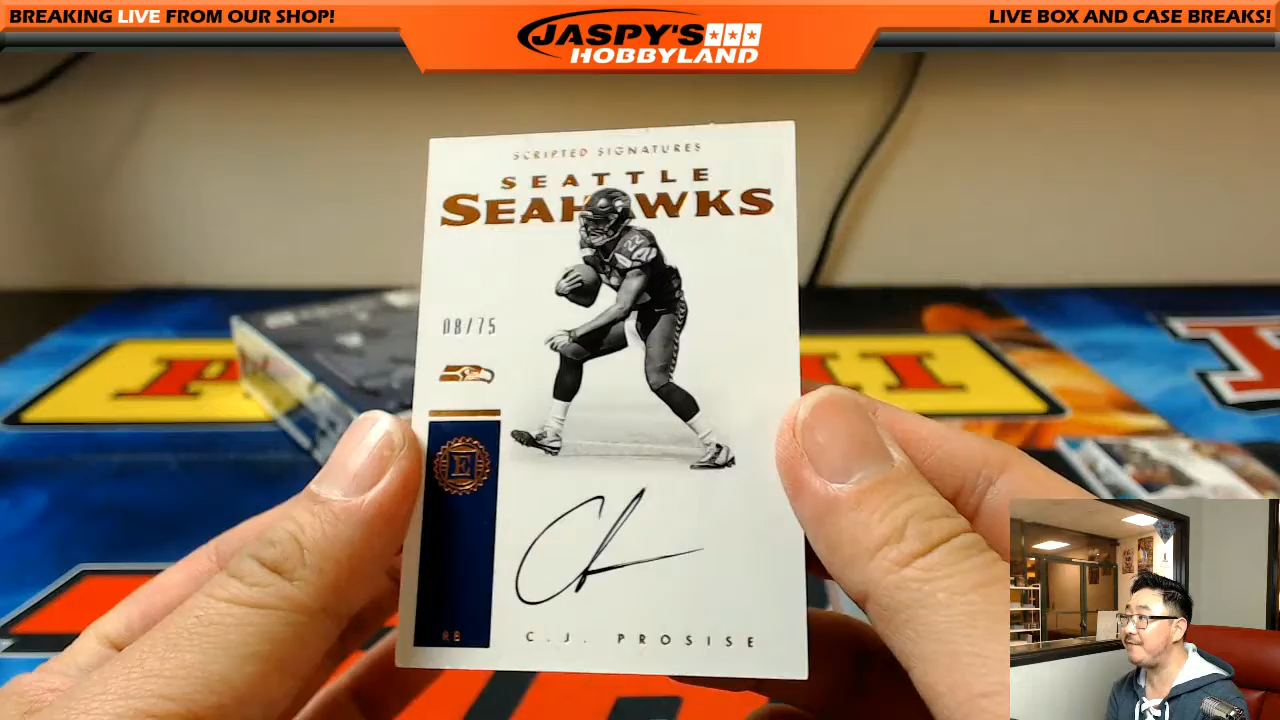 BREAKING LIVE FROM OUR SHOP!
JASPY'S
HOBBYLAND
LIVE BOX AND CASE BREAKS!
SCRIPTED SIGNATURES
SEATTLE
SEAHAWKS
22
08/75
E
RB
C.J. PROSISE